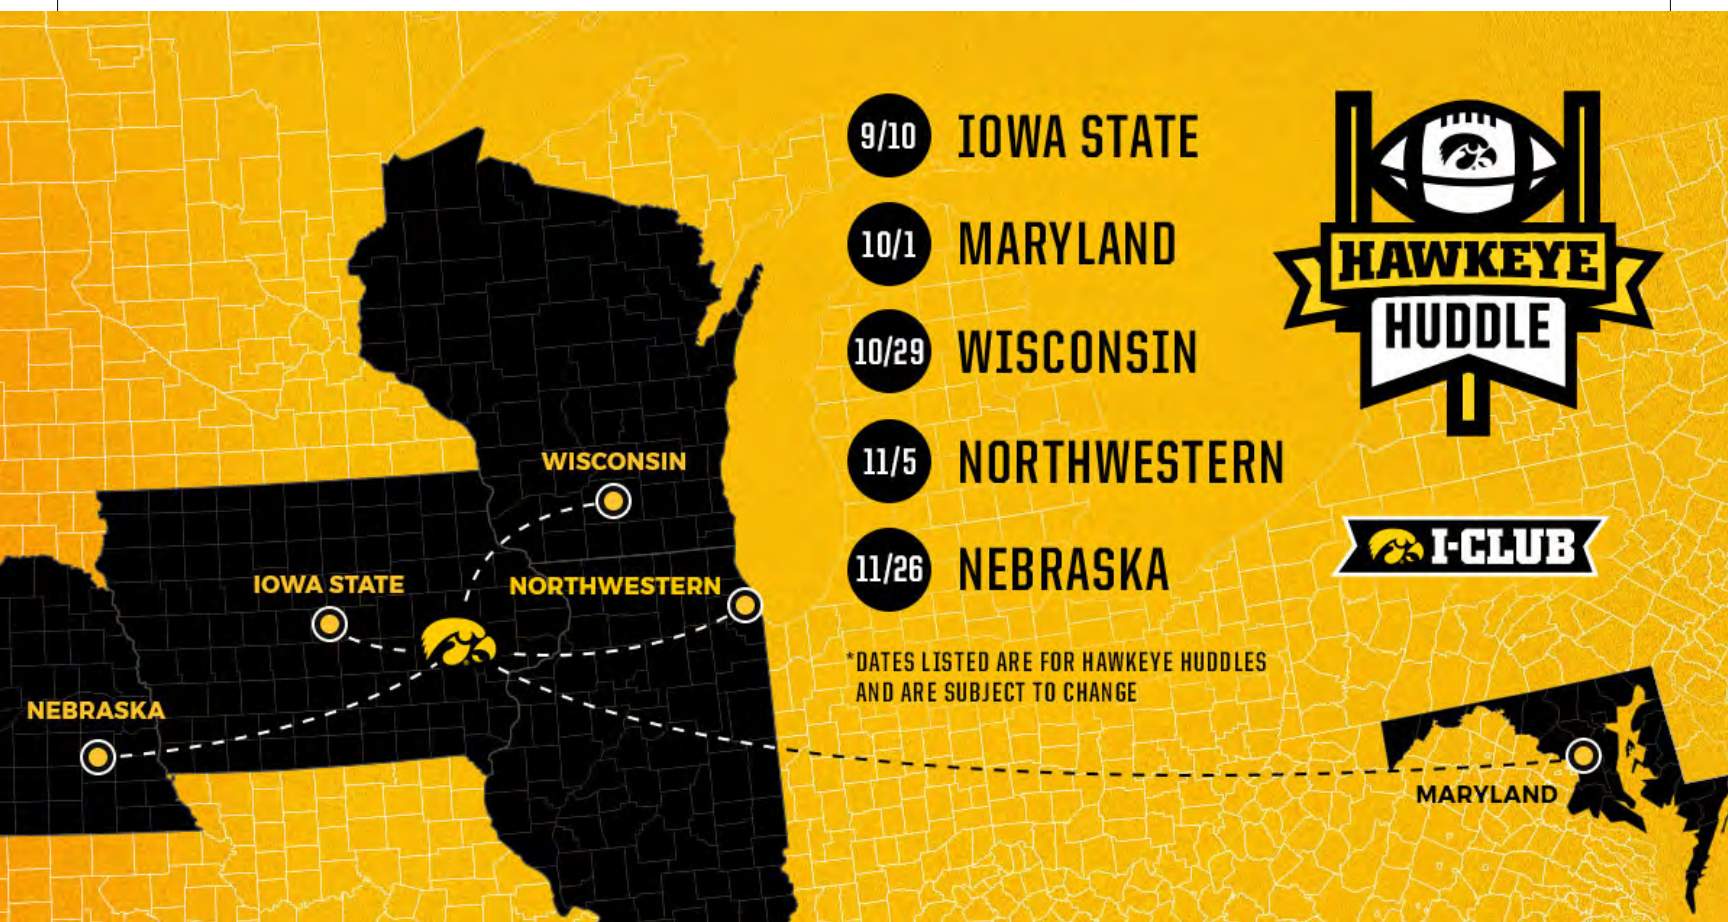 9/10 IOWA STATE
10/1 MARYLAND
10/29 WISCONSIN
11/5 NORTHWESTERN
11/26 NEBRASKA
*DATES LISTED ARE FOR HAWKEYE HUDDLES
AND ARE SUBJECT TO CHANGE
HAWKEYE
HUDDLE
I-CLUB
WISCONSIN
IOWA STATE
NORTHWESTERN
NEBRASKA
MARYLAND